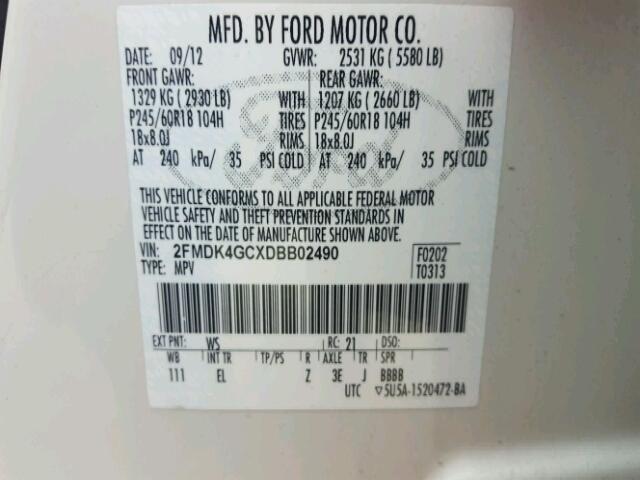 MFD. BY FORD MOTOR CO.
DATE: 09/12 GVWR: 2531 KG ( 5580 LB)
FRONT GAWR: REAR GAWR:
1329 KG ( 2930 LB) WITH 1207 KG ( 2660 LB) WITH
P245/60R18 104H TIRES P245/60R18 104H TIRES
18x8.0J RIMS 18x8.0J RIMS
AT 240 kPa/ 35 PSI COLD AT 240 kPa/ 35 PSI COLD
THIS VEHICLE CONFORMS TO ALL APPLICABLE FEDERAL MOTOR
VEHICLE SAFETY AND THEFT PREVENTION STANDARDS IN
EFFECT ON THE DATE OF MANUFACTURE SHOWN ABOVE.
VIN: 2FMDK4GCXDBB02490 F0202
TYPE: MPV T0313
EXT PNT: WS RC: 21 DSO:
WB INT TR TP/PS R AXLE TR SPR
111 EL Z 3E J BBBB
UTC ▽5U5A-1520472-BA
Ford